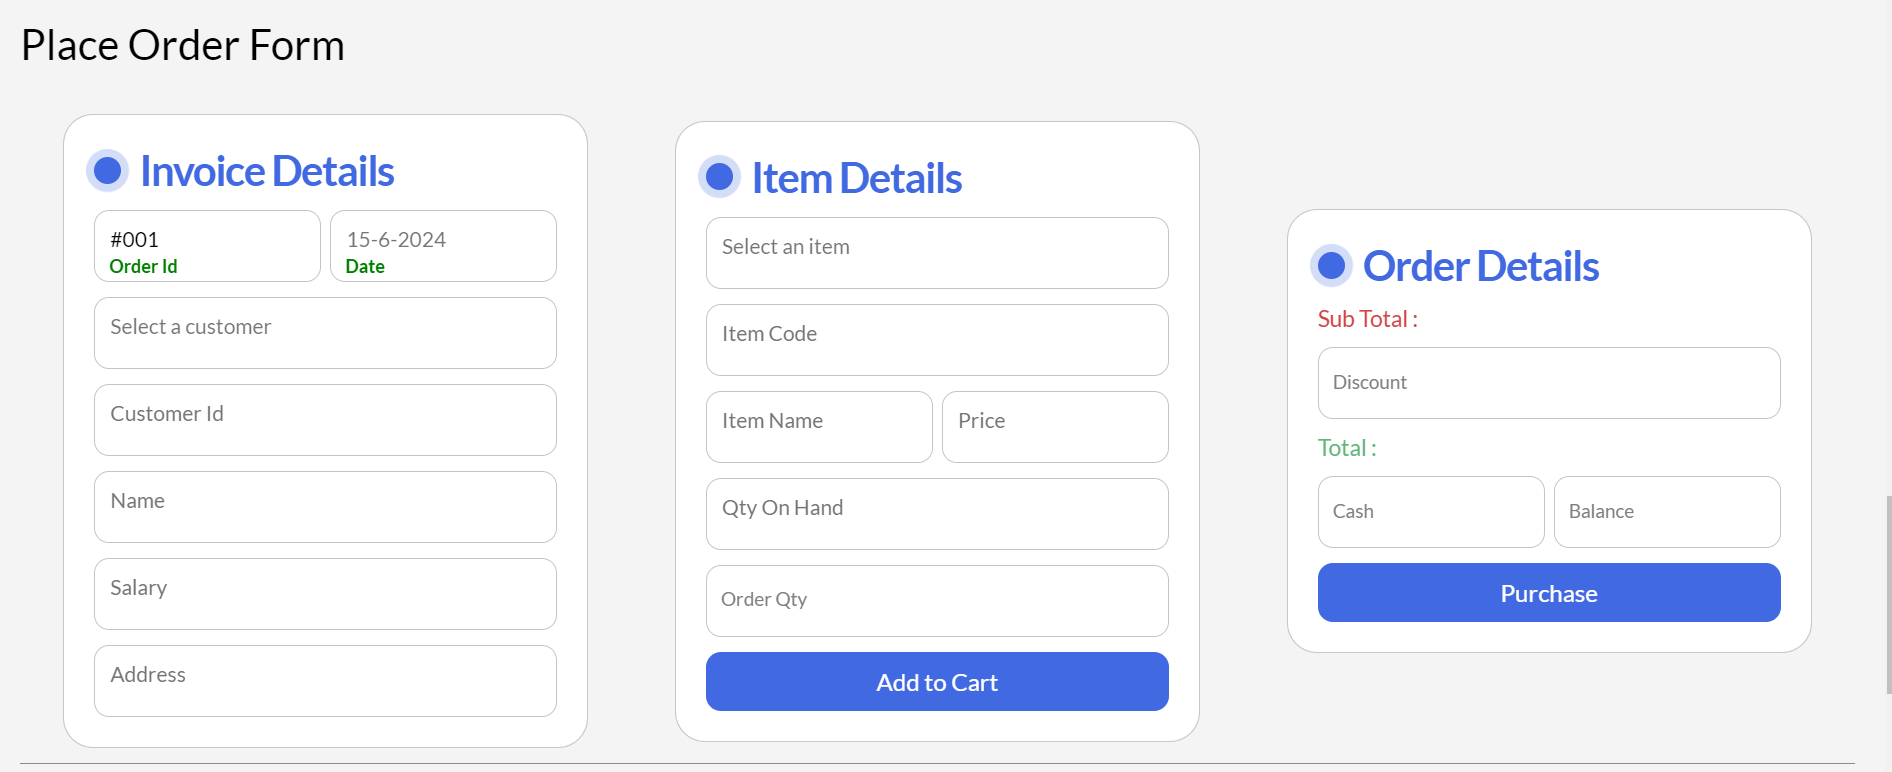 Place Order Form
Invoice Details
#001
Order Id
15-6-2024
Date
Select a customer
Customer Id
Name
Salary
Address
Item Details
Select an item
Item Code
Item Name
Price
Qty On Hand
Order Qty
Add to Cart
Order Details
Sub Total :
Discount
Total :
Cash
Balance
Purchase